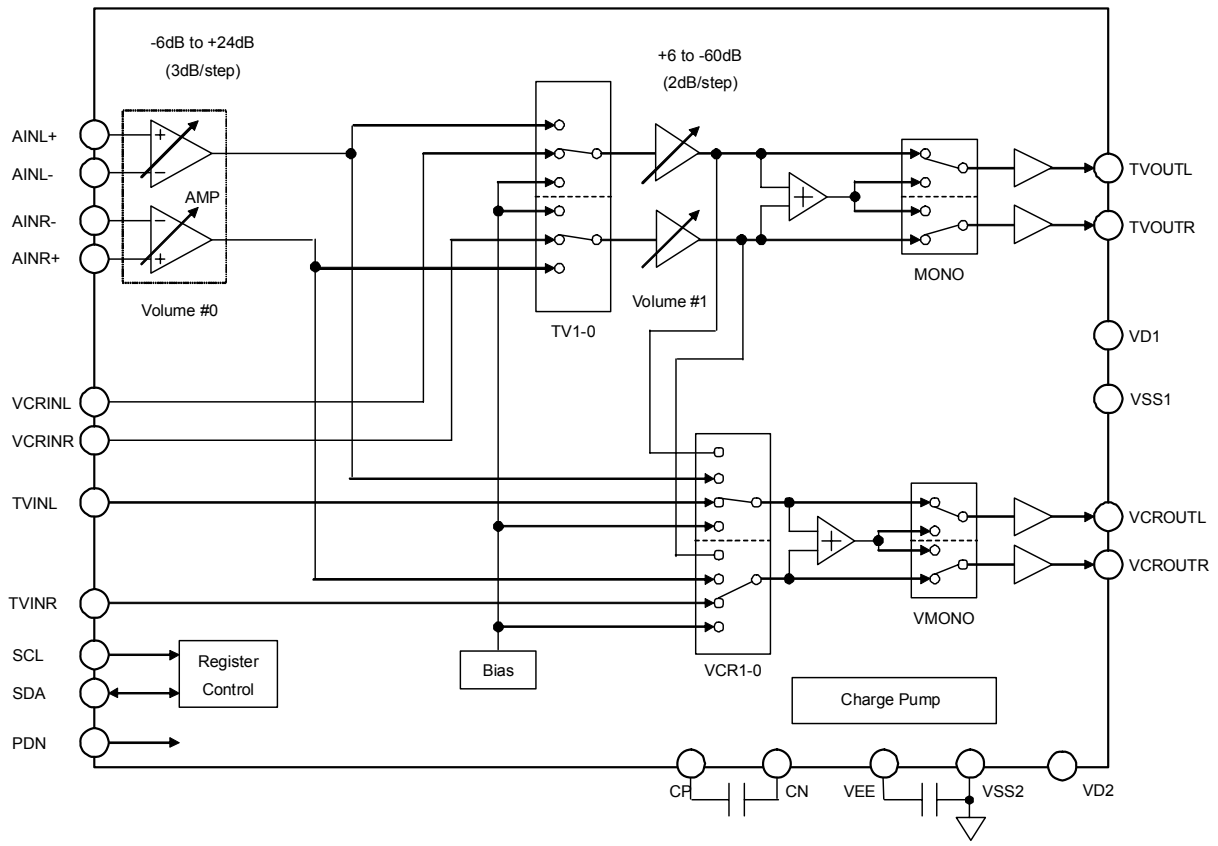 -6dB to +24dB
(3dB/step)
+6 to -60dB
(2dB/step)
AINL+
+
AINL-
−
AMP
AINR-
−
AINR+
+
Volume #0
TV1-0
Volume #1
+
MONO
TVOUTL
TVOUTR
VD1
VSS1
VCRINL
VCRINR
TVINL
TVINR
+
VCROUTL
VCROUTR
VMONO
VCR1-0
SCL
SDA
PDN
Register
Control
Bias
Charge Pump
CP
CN
VEE
VSS2
VD2